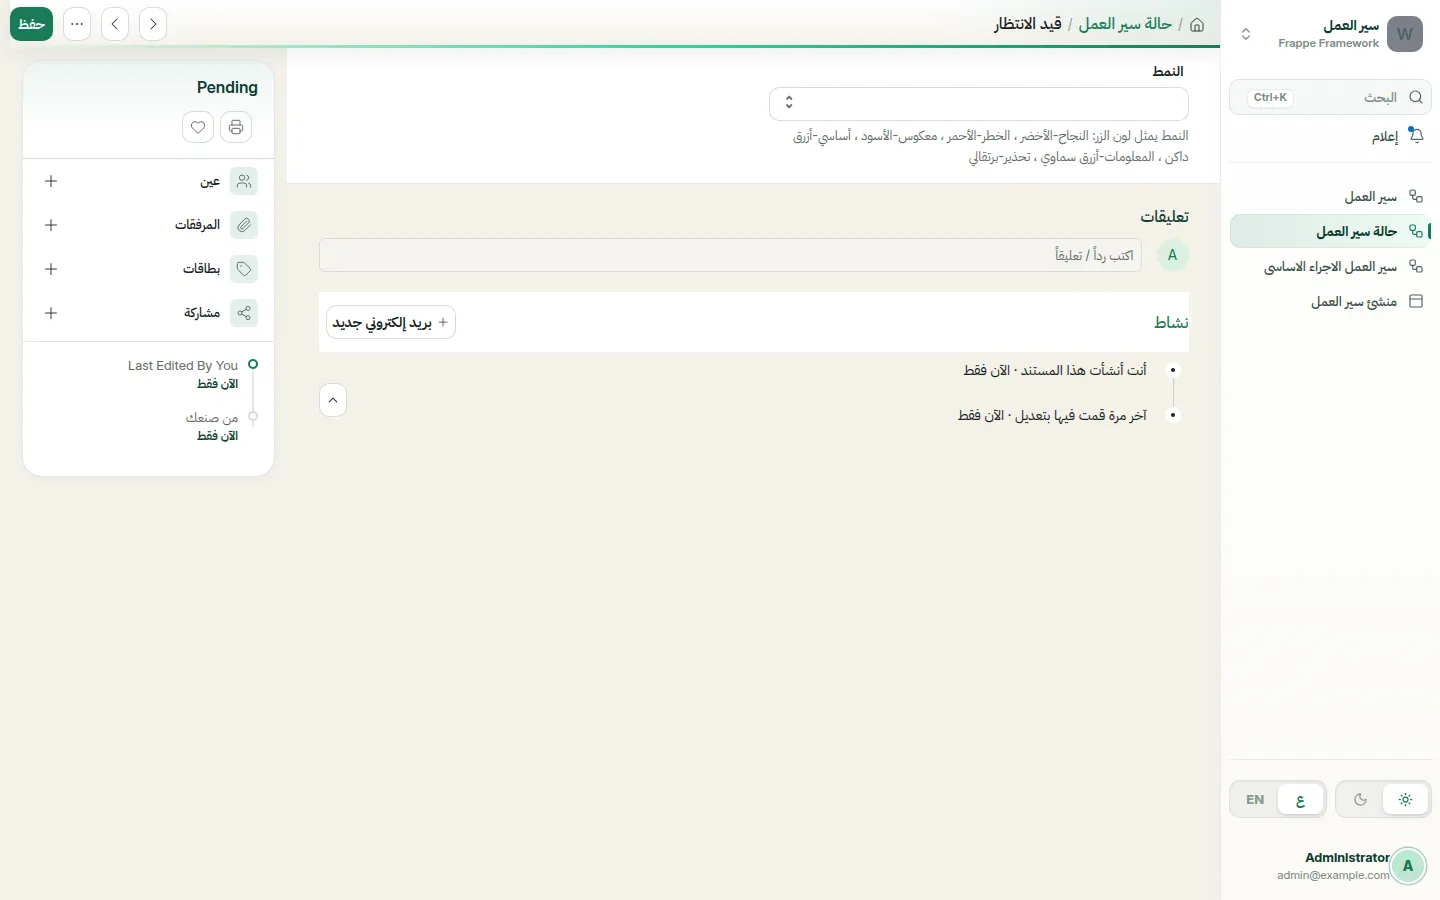 W
سير العمل
Frappe Framework
البحث
Ctrl+K
إعلام
سير العمل
حالة سير العمل
سير العمل الاجراء الاساسى
منشئ سير العمل
ع
EN
A
Administrator
admin@example.com
حالة سير العمل / قيد الانتظار
حفظ
النمط
النمط يمثل لون الزر: النجاح-الأخضر ، الخطر-الأحمر ، معكوس-الأسود ، أساسي-أزرق
داكن ، المعلومات-أزرق سماوي ، تحذير-برتقالي
تعليقات
A
اكتب رداً / تعليقاً
نشاط
بريد إلكتروني جديد
أنت أنشأت هذا المستند · الآن فقط
آخر مرة قمت فيها بتعديل · الآن فقط
Pending
عين
المرفقات
بطاقات
مشاركة
Last Edited By You
الآن فقط
من صنعك
الآن فقط